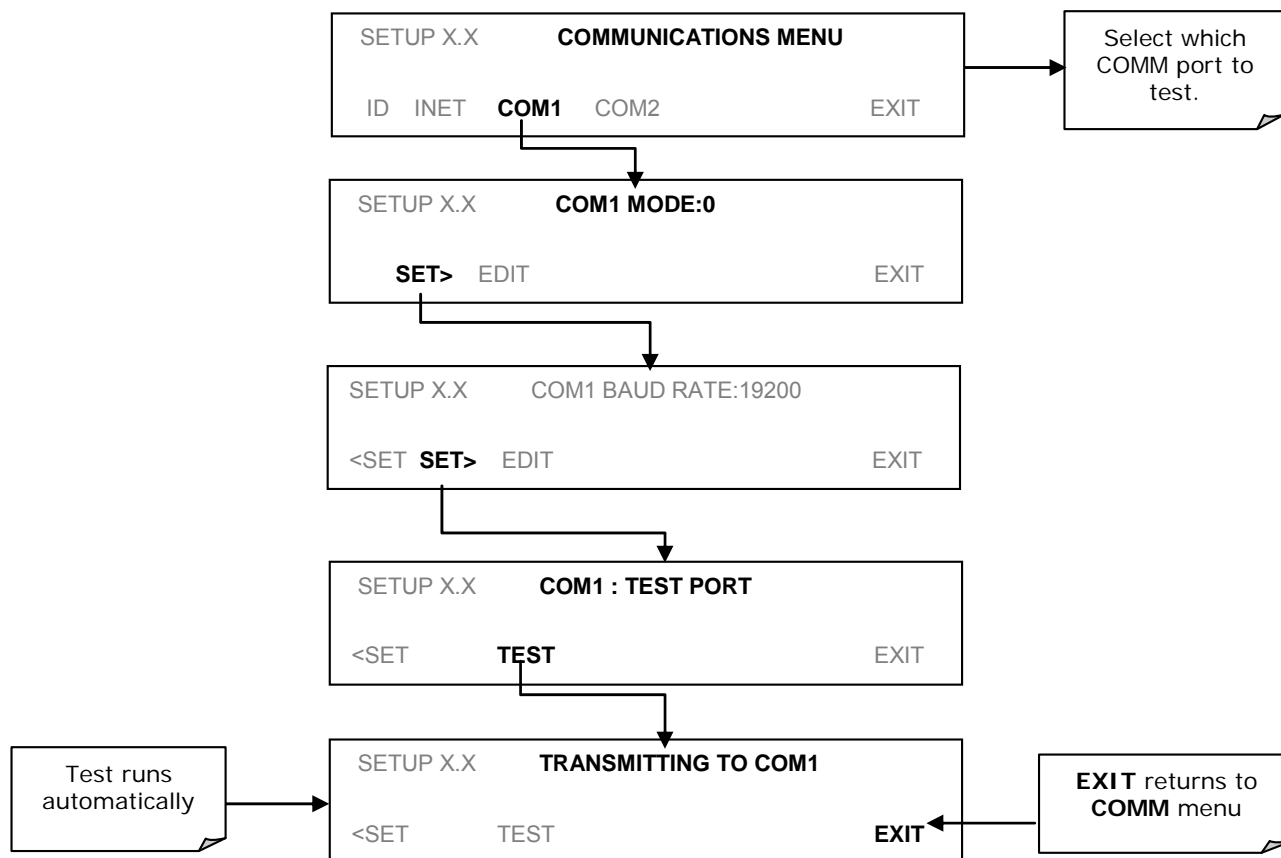 SETUP X.X COMMUNICATIONS MENU
ID INET COM1 COM2 EXIT
Select which
COMM port to
test.
SETUP X.X COM1 MODE:0
SET> EDIT EXIT
SETUP X.X COM1 BAUD RATE:19200
<SET SET> EDIT EXIT
SETUP X.X COM1 : TEST PORT
<SET TEST EXIT
Test runs
automatically
SETUP X.X TRANSMITTING TO COM1
<SET TEST EXIT
EXIT returns to
COMM menu